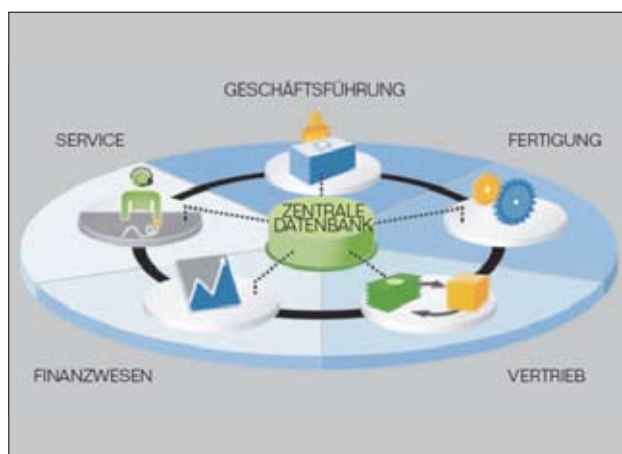 GESCHÄFTSFÜHRUNG
SERVICE
FERTIGUNG
ZENTRALE
DATENBANK
FINANZWESEN
VERTRIEB